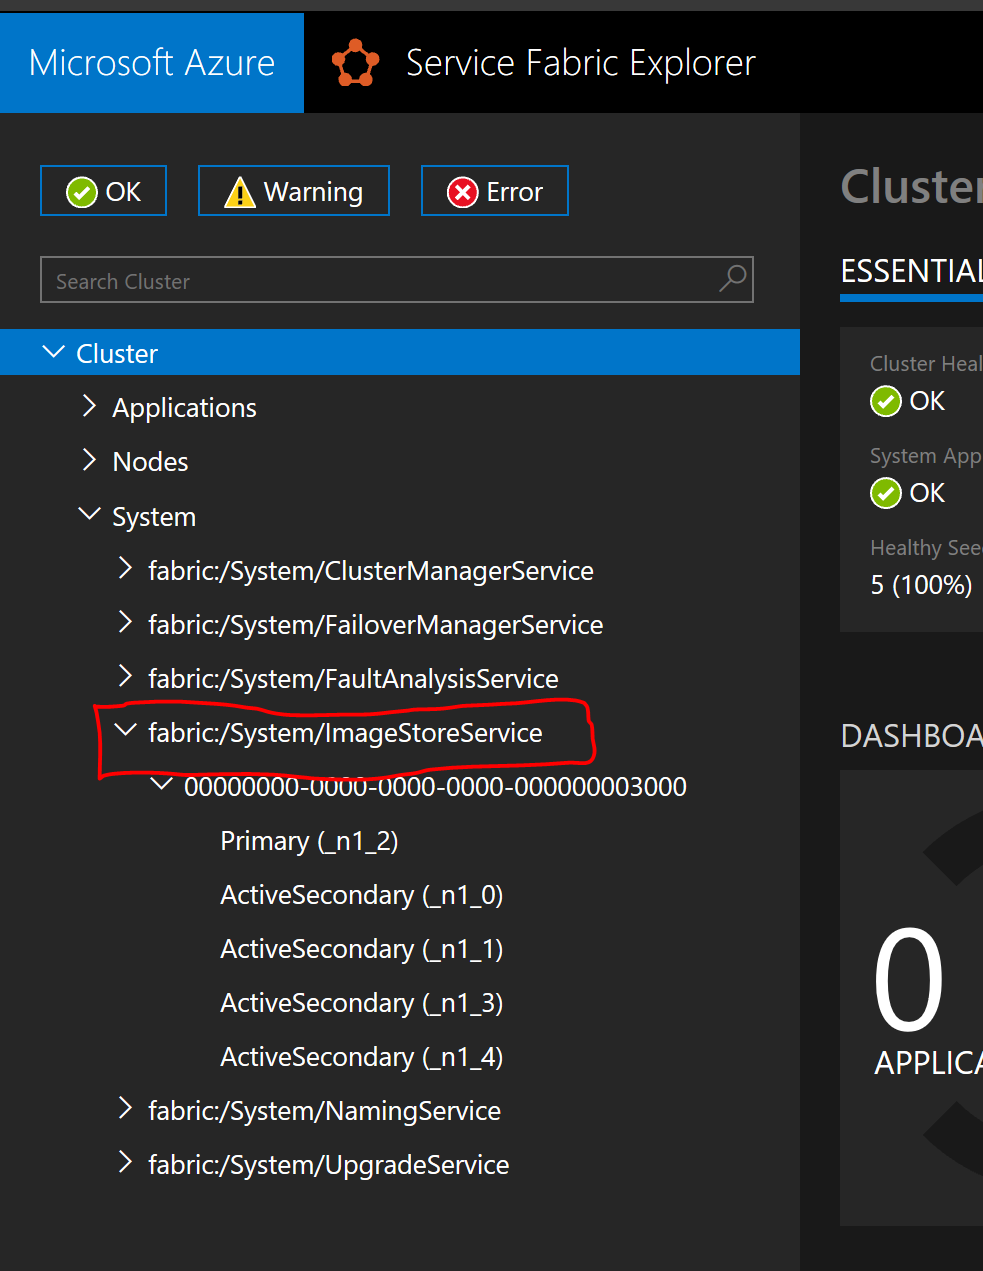 Microsoft Azure
Service Fabric Explorer
OK
Warning
Error
Search Cluster
Cluster
Applications
Nodes
System
fabric:/System/ClusterManagerService
fabric:/System/FailoverManagerService
fabric:/System/FaultAnalysisService
fabric:/System/ImageStoreService
00000000-0000-0000-0000-000000003000
Primary (_n1_2)
ActiveSecondary (_n1_0)
ActiveSecondary (_n1_1)
ActiveSecondary (_n1_3)
ActiveSecondary (_n1_4)
fabric:/System/NamingService
fabric:/System/UpgradeService
Cluster
ESSENTIAL
Cluster Heal
OK
System App
OK
Healthy See
5 (100%)
DASHBOA
0
APPLICA